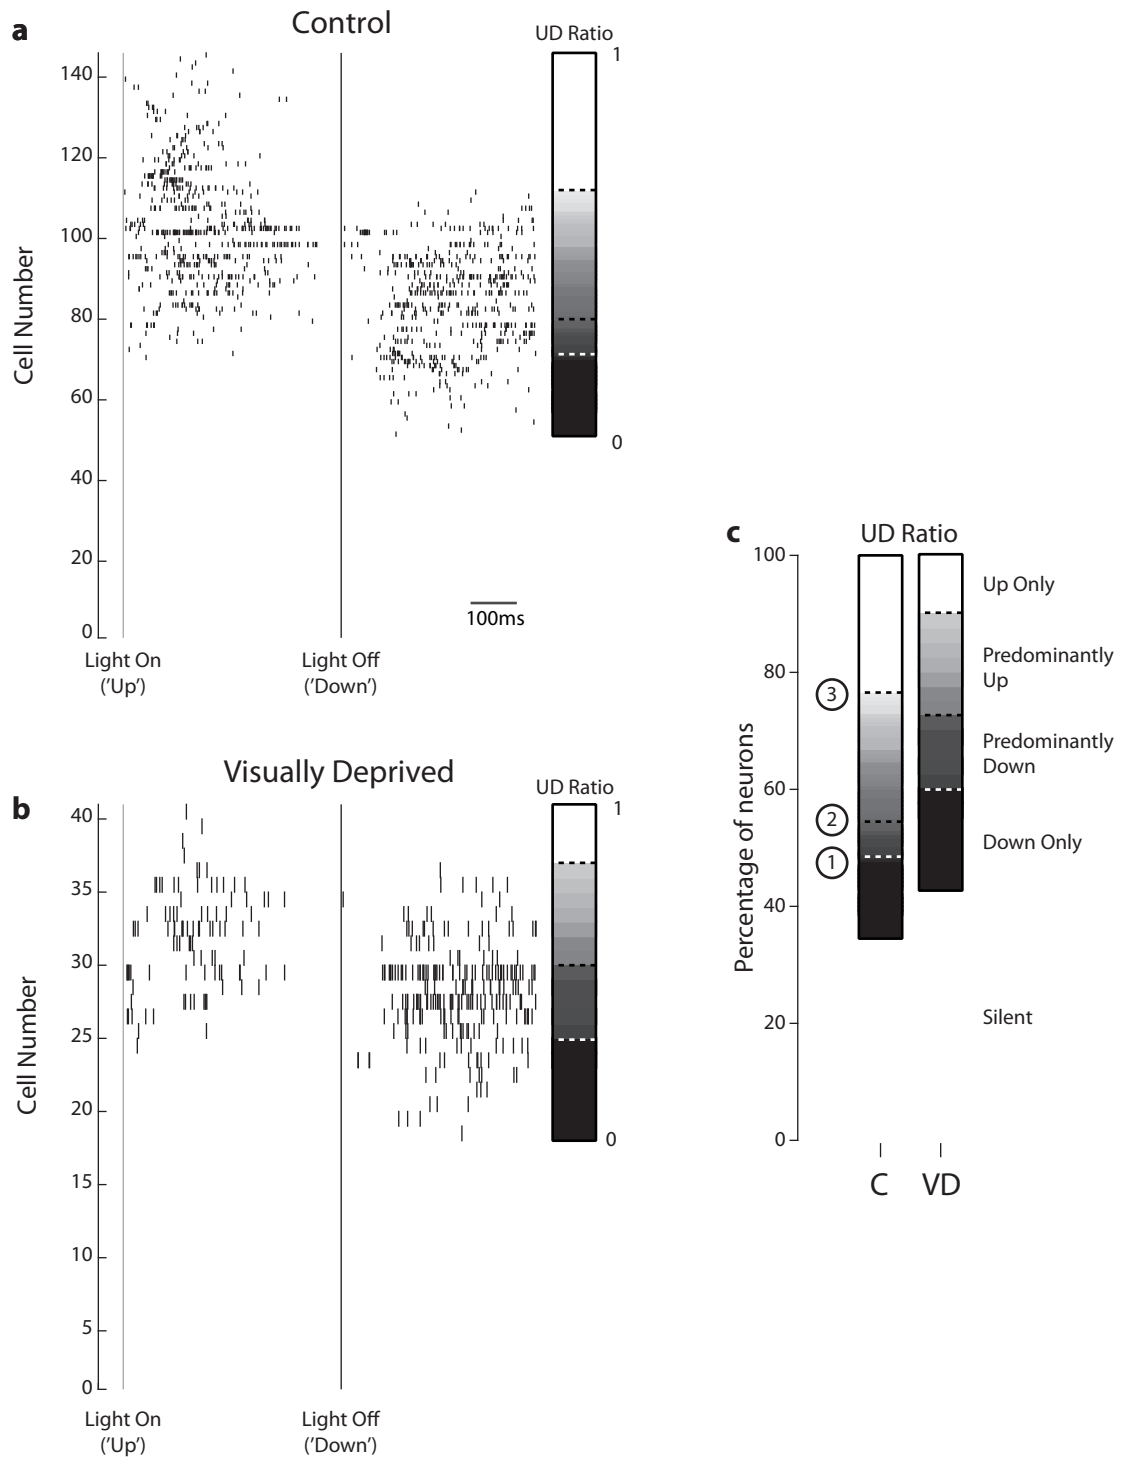 a
Control
UD Ratio
1
140
120
100
80
60
40
20
0
Cell Number
0
100ms
Light On
('Up')
Light Off
('Down')
b
Visually Deprived
UD Ratio
1
40
35
30
25
20
15
10
5
0
Cell Number
0
Light On
('Up')
Light Off
('Down')
c
UD Ratio
100
80
60
40
20
0
Percentage of neurons
3
2
1
Up Only
Predominantly
Up
Predominantly
Down
Down Only
Silent
C
VD